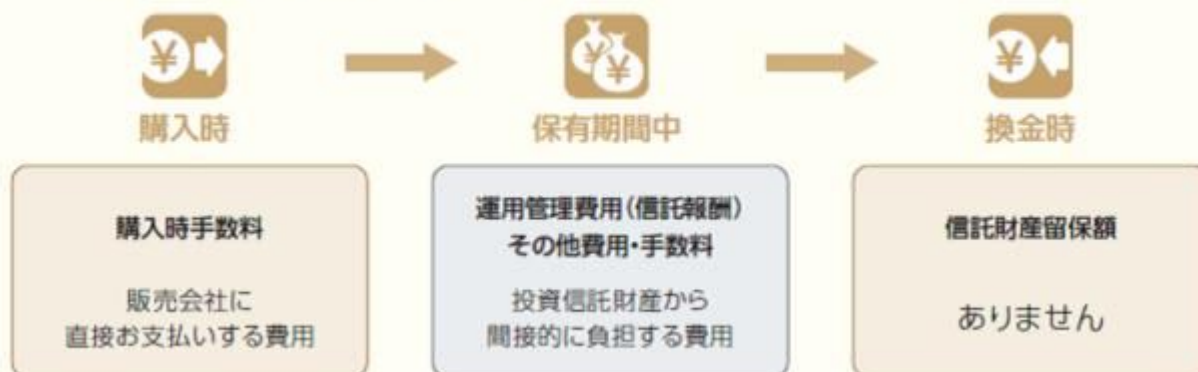 購入時
保有期間中
換金時
購入時手数料
販売会社に
直接お支払いする費用
運用管理費用(信託報酬)
その他費用・手数料
投資信託財産から
間接的に負担する費用
信託財産留保額
ありません